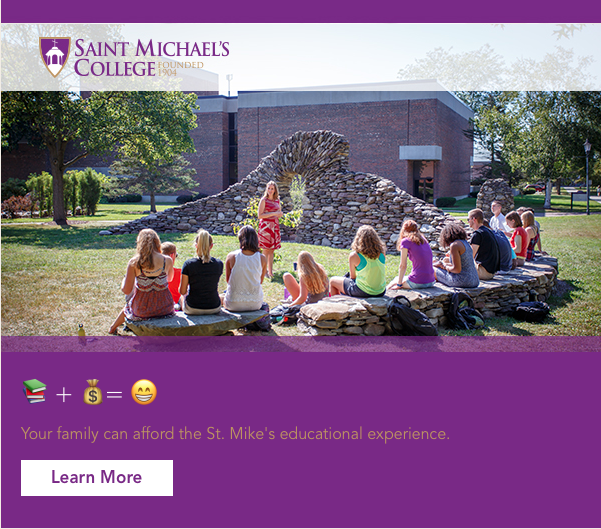 SAINT MICHAEL'S
COLLEGE FOUNDED
1904
📚 + 💰 = 😁
Your family can afford the St. Mike's educational experience.
Learn More